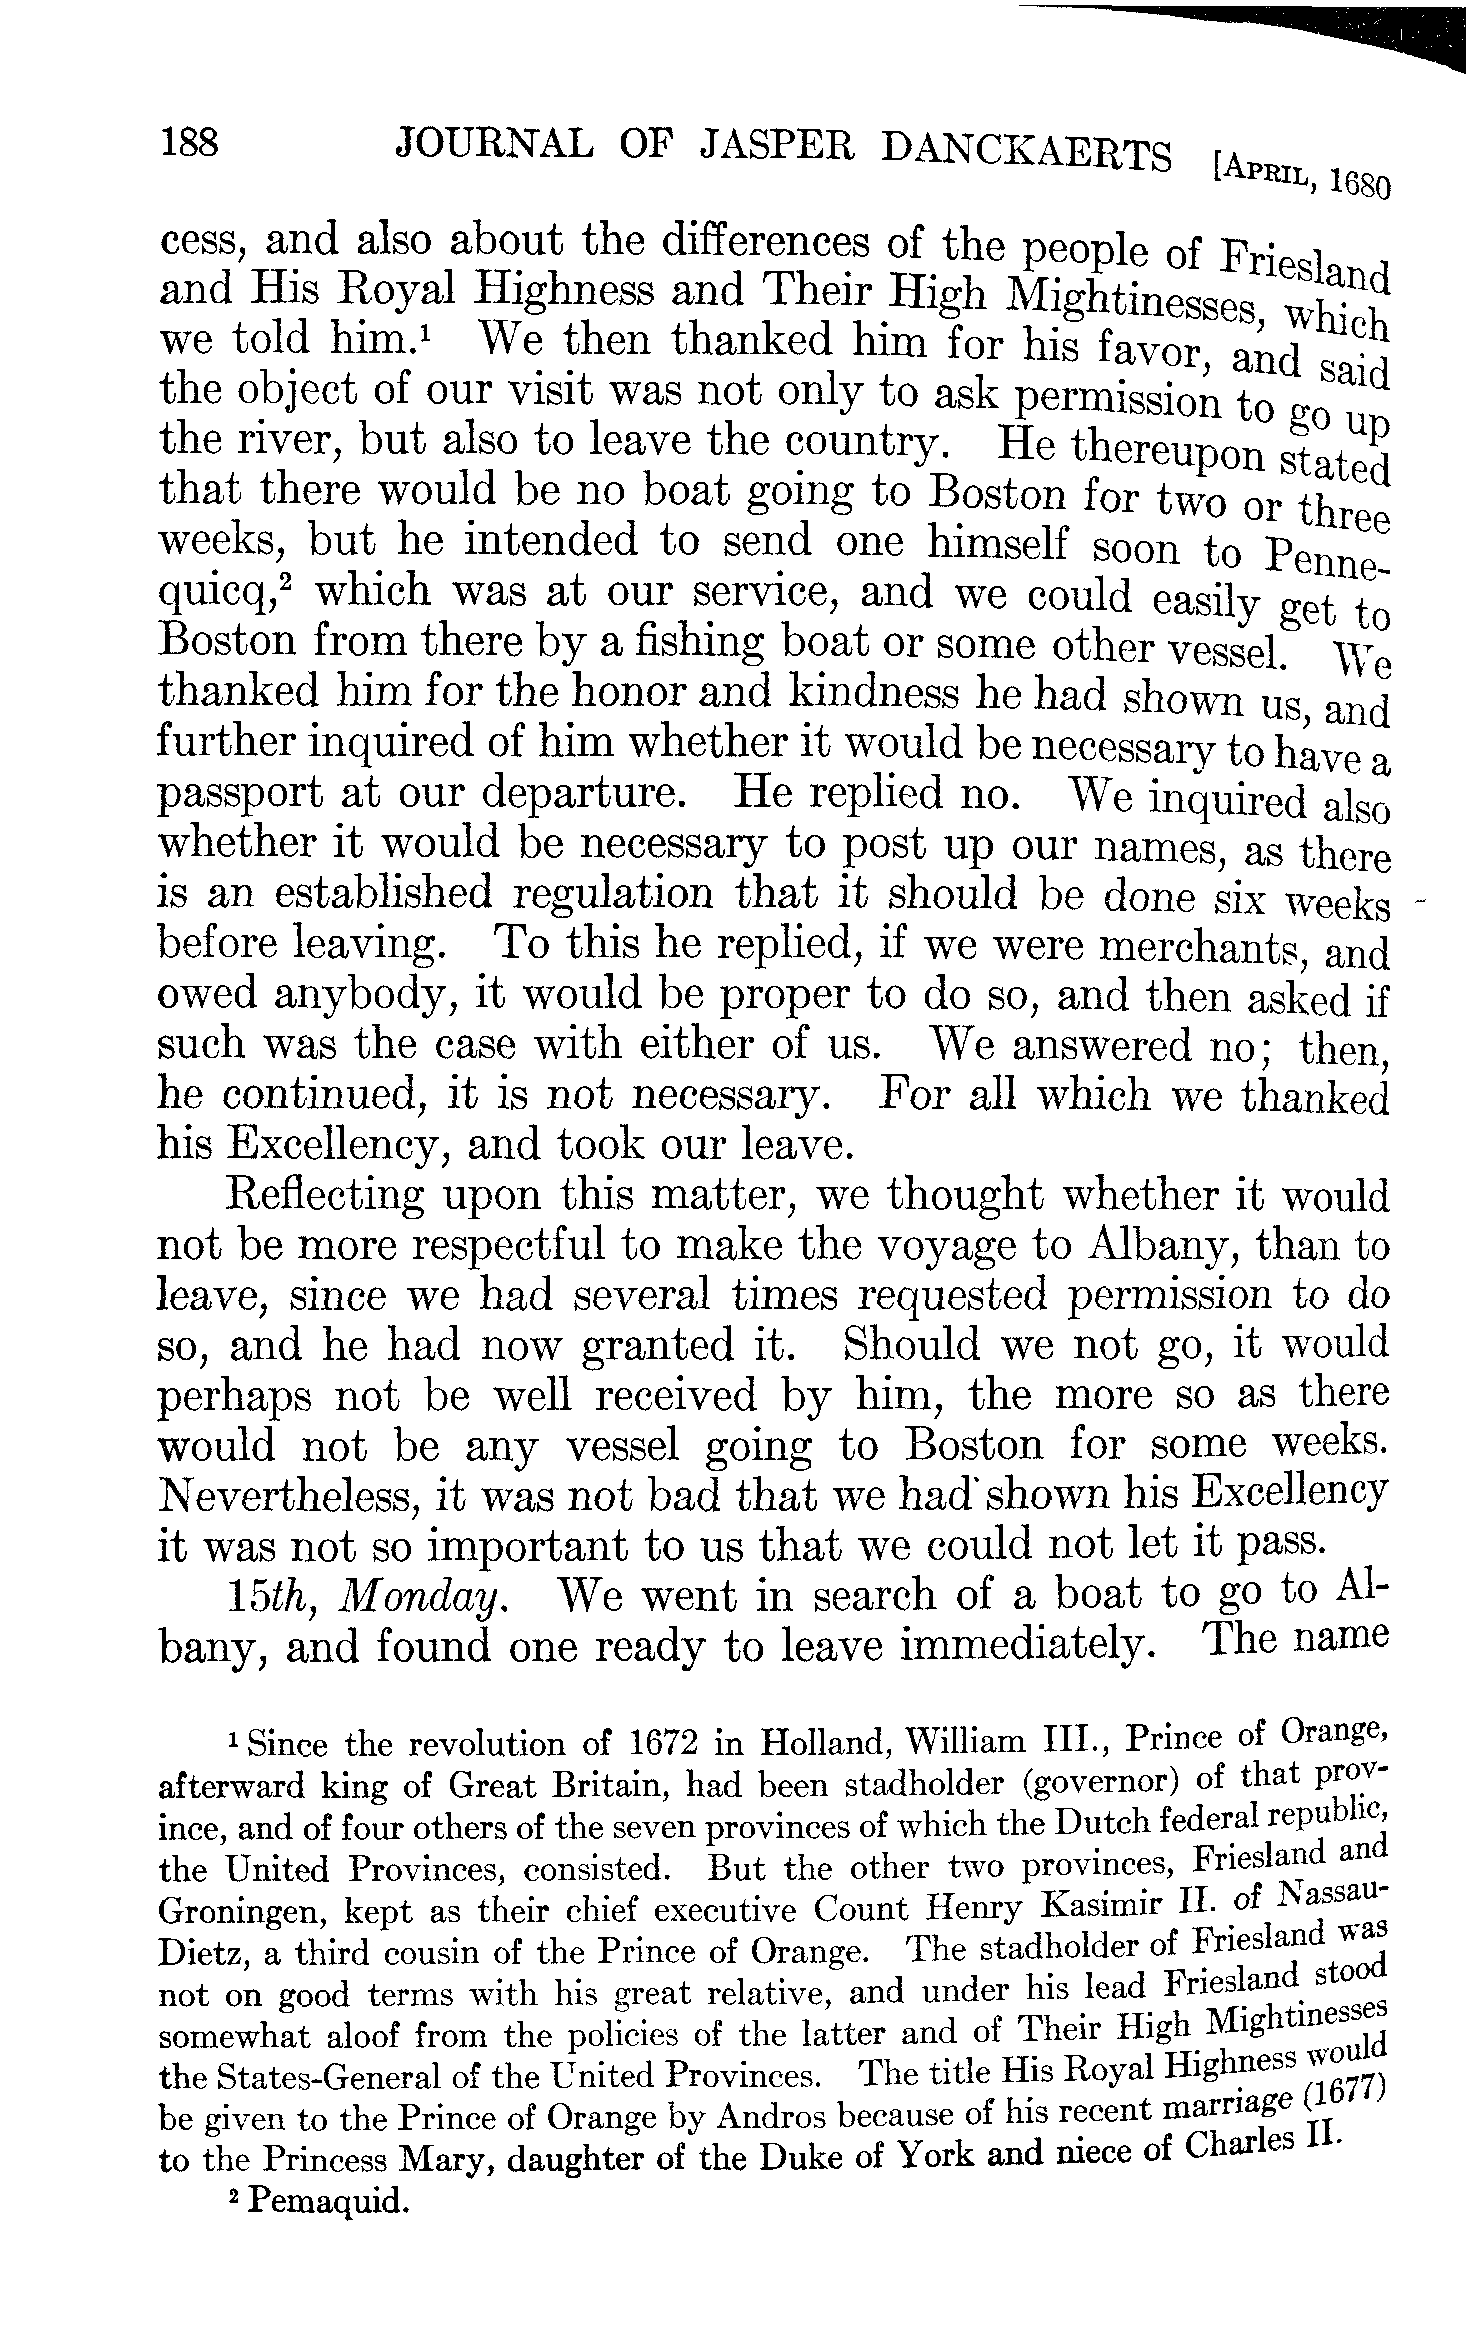 188 JOURNAL OF JASPER DANCKAERTS [APRIL, 1680
cess, and also about the differences of the people of Friesland
and His Royal Highness and Their High Mightinesses, which
we told him.¹ We then thanked him for his favor, and said
the object of our visit was not only to ask permission to go up
the river, but also to leave the country. He thereupon stated
that there would be no boat going to Boston for two or three
weeks, but he intended to send one himself soon to Penne-
quicq,² which was at our service, and we could easily get to
Boston from there by a fishing boat or some other vessel. We
thanked him for the honor and kindness he had shown us, and
further inquired of him whether it would be necessary to have a
passport at our departure. He replied no. We inquired also
whether it would be necessary to post up our names, as there
is an established regulation that it should be done six weeks
before leaving. To this he replied, if we were merchants, and
owed anybody, it would be proper to do so, and then asked if
such was the case with either of us. We answered no; then,
he continued, it is not necessary. For all which we thanked
his Excellency, and took our leave.
Reflecting upon this matter, we thought whether it would
not be more respectful to make the voyage to Albany, than to
leave, since we had several times requested permission to do
so, and he had now granted it. Should we not go, it would
perhaps not be well received by him, the more so as there
would not be any vessel going to Boston for some weeks.
Nevertheless, it was not bad that we had shown his Excellency
it was not so important to us that we could not let it pass.
15th, Monday. We went in search of a boat to go to Al-
bany, and found one ready to leave immediately. The name
¹ Since the revolution of 1672 in Holland, William III., Prince of Orange,
afterward king of Great Britain, had been stadholder (governor) of that prov-
ince, and of four others of the seven provinces of which the Dutch federal republic,
the United Provinces, consisted. But the other two provinces, Friesland and
Groningen, kept as their chief executive Count Henry Kasimir II. of Nassau-
Dietz, a third cousin of the Prince of Orange. The stadholder of Friesland was
not on good terms with his great relative, and under his lead Friesland stood
somewhat aloof from the policies of the latter and of Their High Mightinesses
the States-General of the United Provinces. The title His Royal Highness would
be given to the Prince of Orange by Andros because of his recent marriage (1677)
to the Princess Mary, daughter of the Duke of York and niece of Charles II.
² Pemaquid.